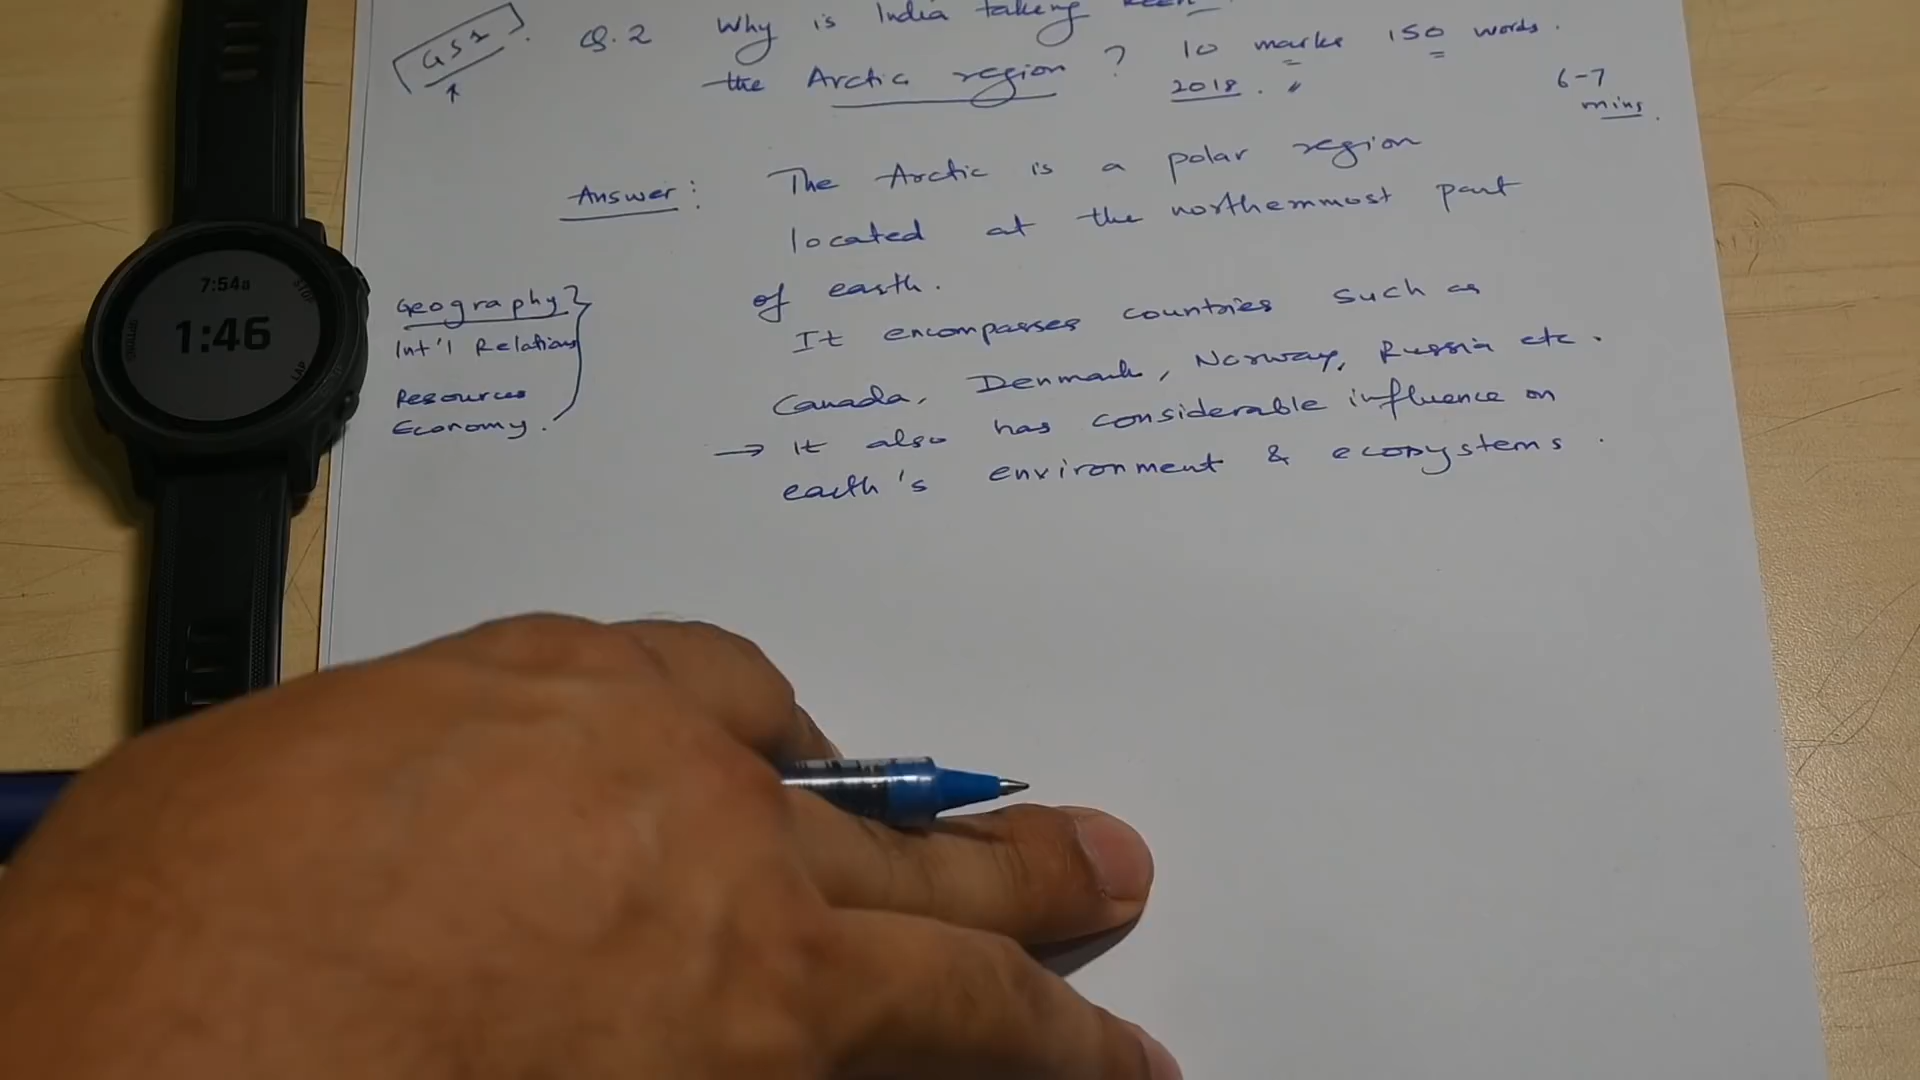 GS1
Q.2 Why is India taking keen
the Arctic region ? 10 marks 150 words.
2018.
6-7
mins.
Answer: The Arctic is a polar region
located at the northernmost part
of earth.
It encompasses countries such as
Canada, Denmark, Norway, Russia etc.
→ It also has considerable influence on
earth's environment & ecosystems.
Geography
Int'l Relations
Resources
Economy.
7:54a
1:46
STOP
LAP